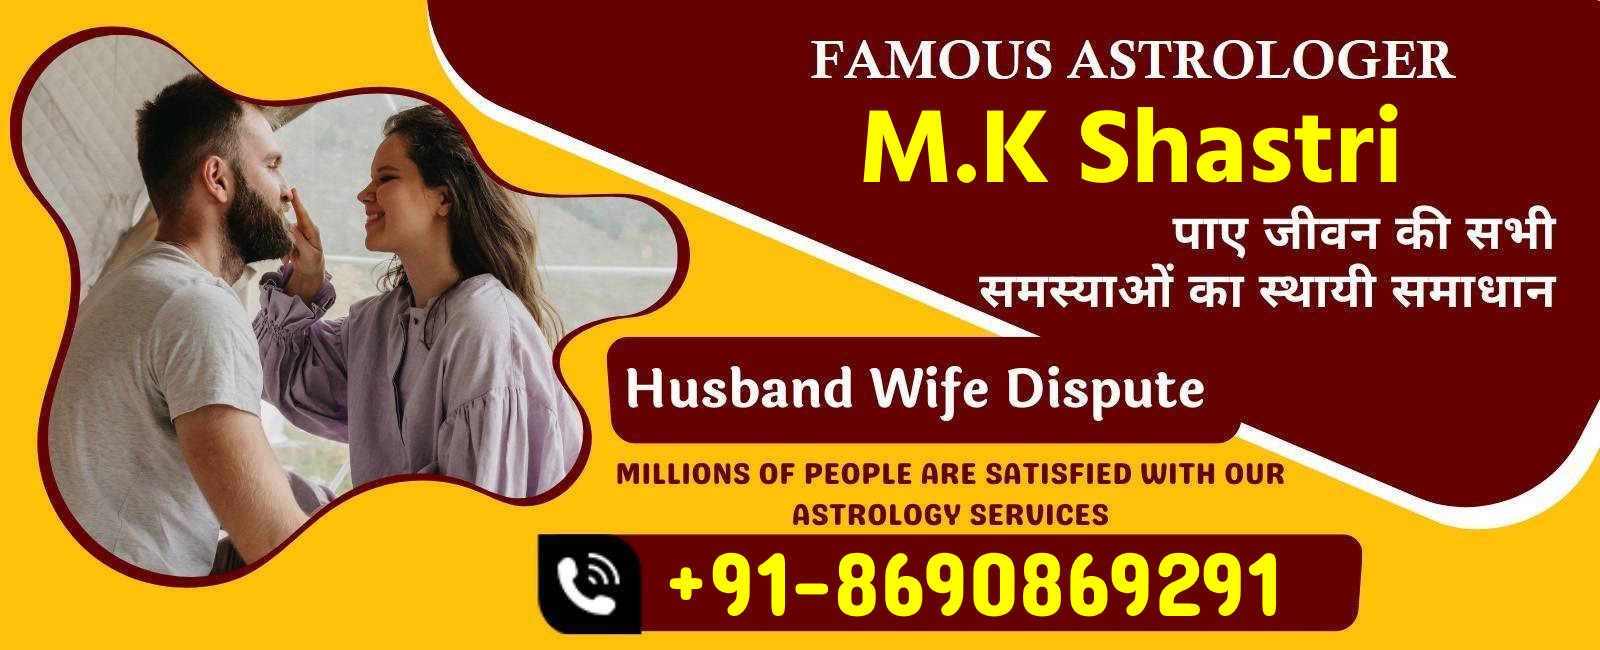 FAMOUS ASTROLOGER
M.K Shastri
पाए जीवन की सभी
समस्याओं का स्थायी समाधान
Husband Wife Dispute
MILLIONS OF PEOPLE ARE SATISFIED WITH OUR
ASTROLOGY SERVICES
+91-8690869291